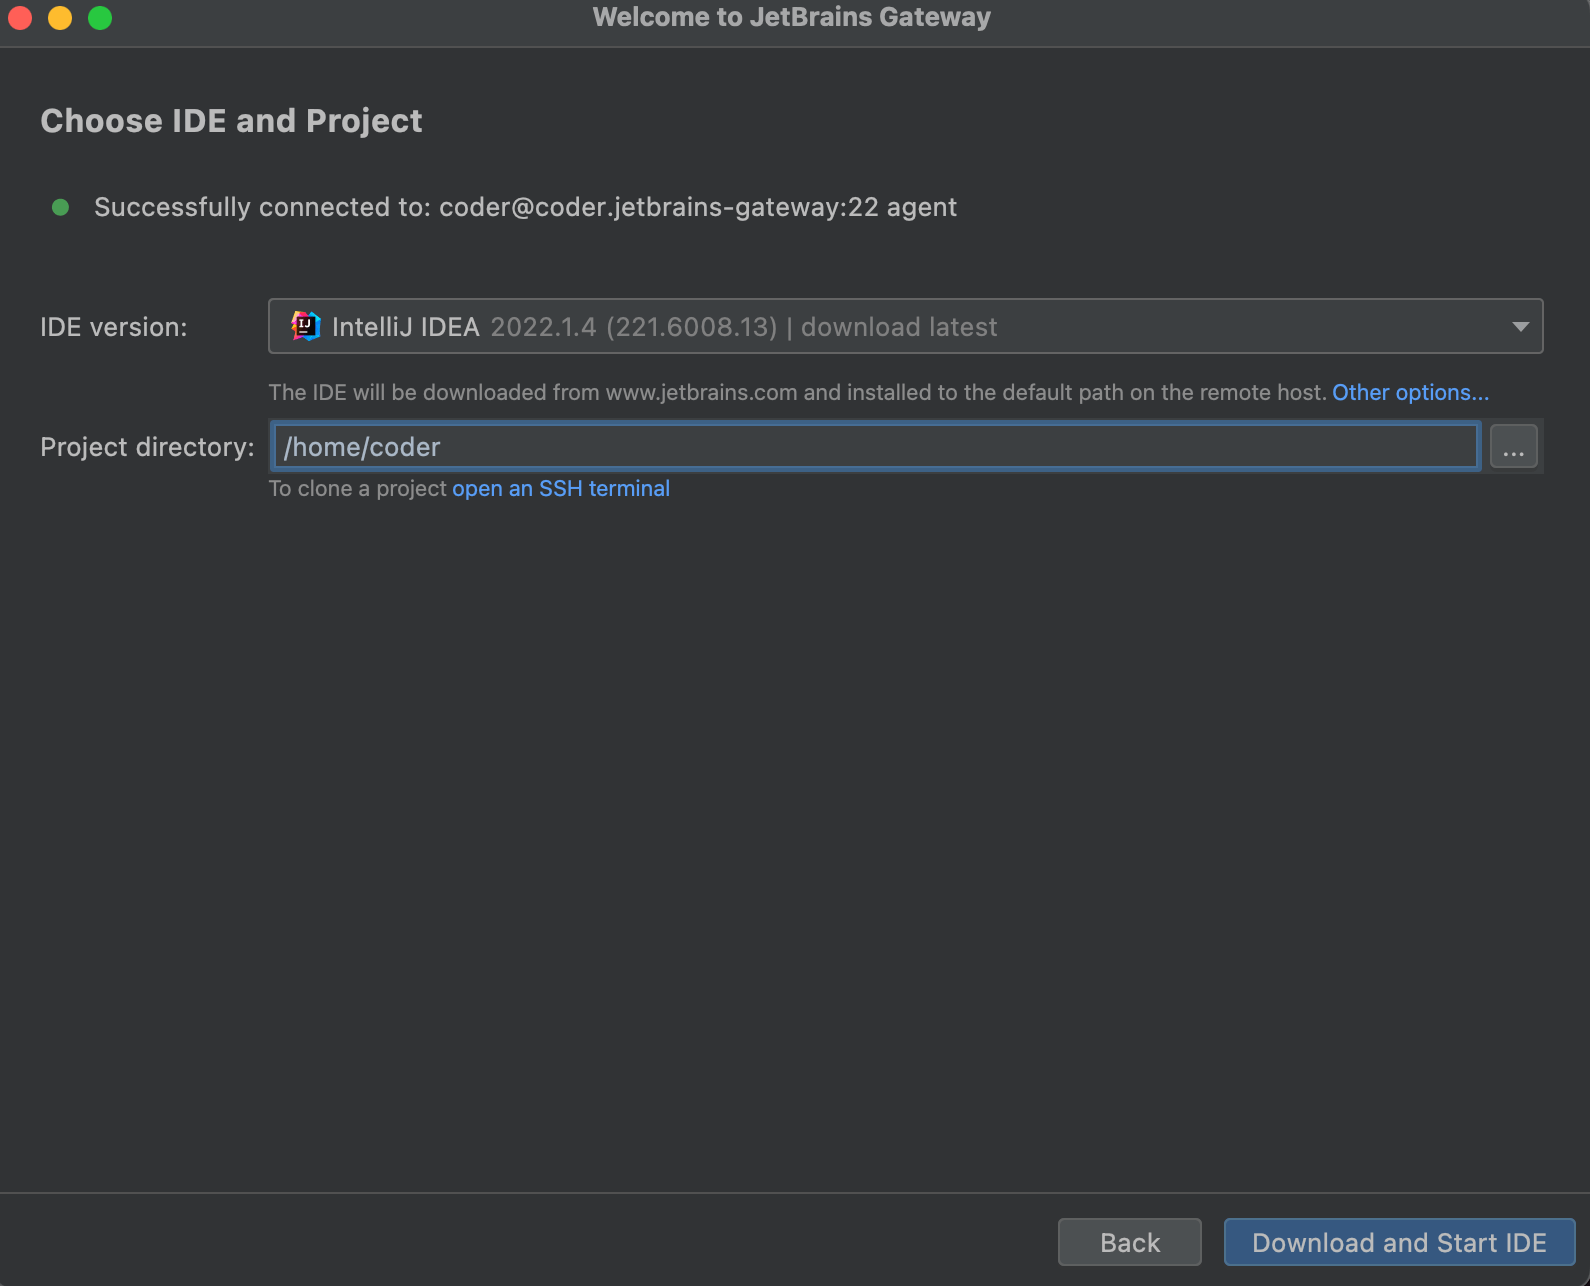 Welcome to JetBrains Gateway
Choose IDE and Project
Successfully connected to: coder@coder.jetbrains-gateway:22 agent
IDE version: IJ IntelliJ IDEA 2022.1.4 (221.6008.13) | download latest
The IDE will be downloaded from www.jetbrains.com and installed to the default path on the remote host. Other options...
Project directory: /home/coder ...
To clone a project open an SSH terminal
Back Download and Start IDE